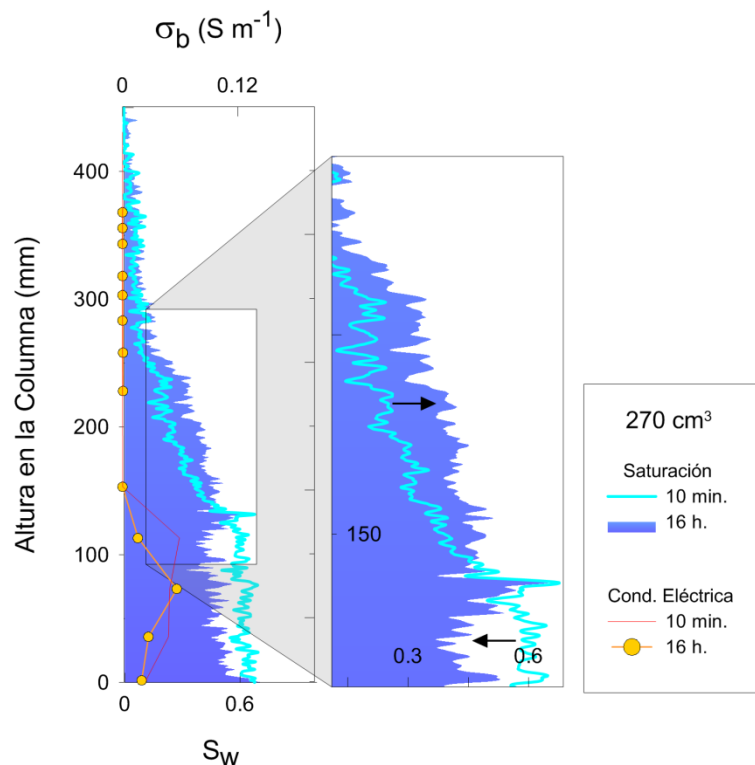 σb (S m-1)
0 0.12
Altura en la Columna (mm)
400
300
200
100
0
0 0.6
Sw
150
0.3 0.6
270 cm3
Saturación
10 min.
16 h.
Cond. Eléctrica
10 min.
16 h.